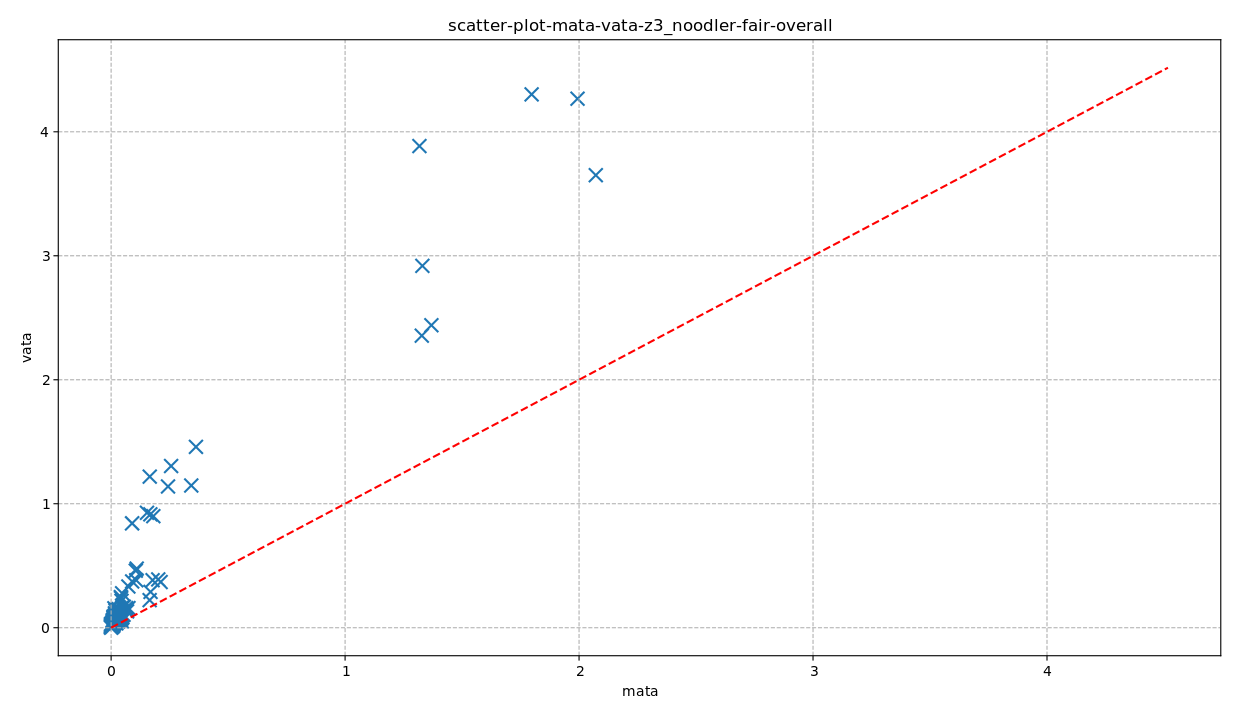 scatter-plot-mata-vata-z3_noodler-fair-overall
vata
4
3
2
1
0
0 1 2 3 4
mata